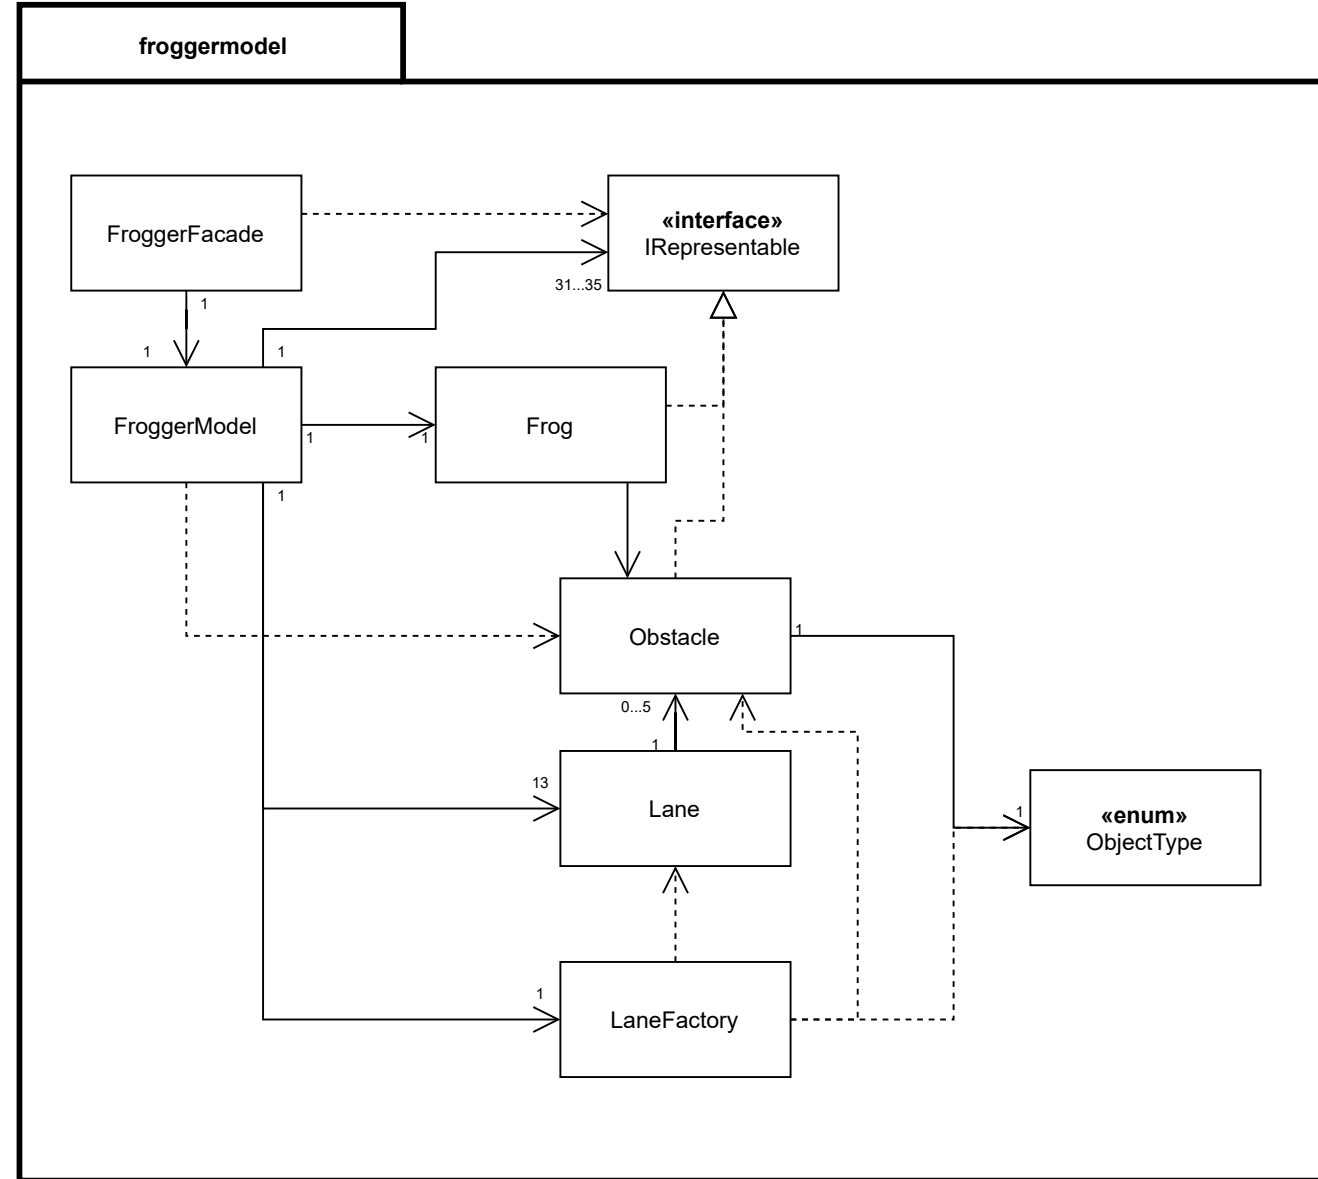 froggermodel
FroggerFacade
«interface»
IRepresentable
31...35
1
1
1
FroggerModel
1
1
Frog
1
Obstacle
1
0...5
1
13
Lane
1
«enum»
ObjectType
1
LaneFactory